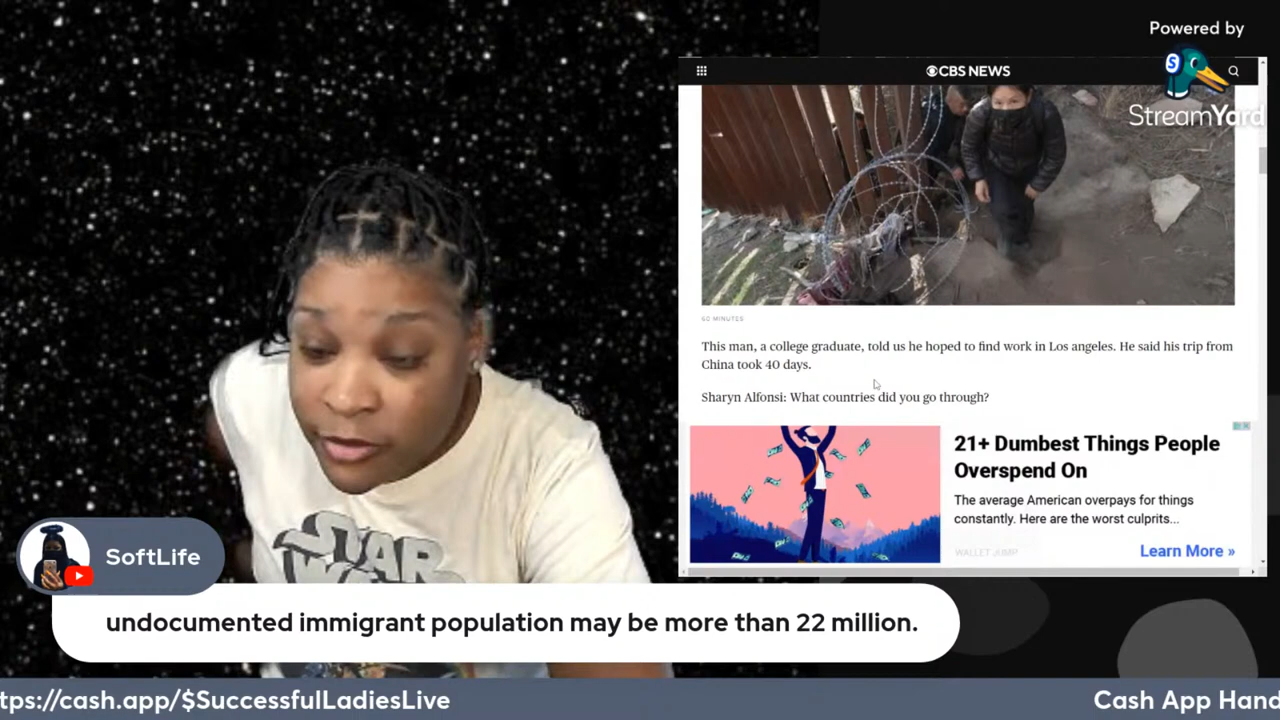 Powered by
StreamYard
CBS NEWS
60 MINUTES
This man, a college graduate, told us he hoped to find work in Los angeles. He said his trip from
China took 40 days.
Sharyn Alfonsi: What countries did you go through?
21+ Dumbest Things People
Overspend On
The average American overpays for things
constantly. Here are the worst culprits...
WALLET JUMP
Learn More »
STAR
SoftLife
undocumented immigrant population may be more than 22 million.
tps://cash.app/$SuccessfulLadiesLive
Cash App Hand